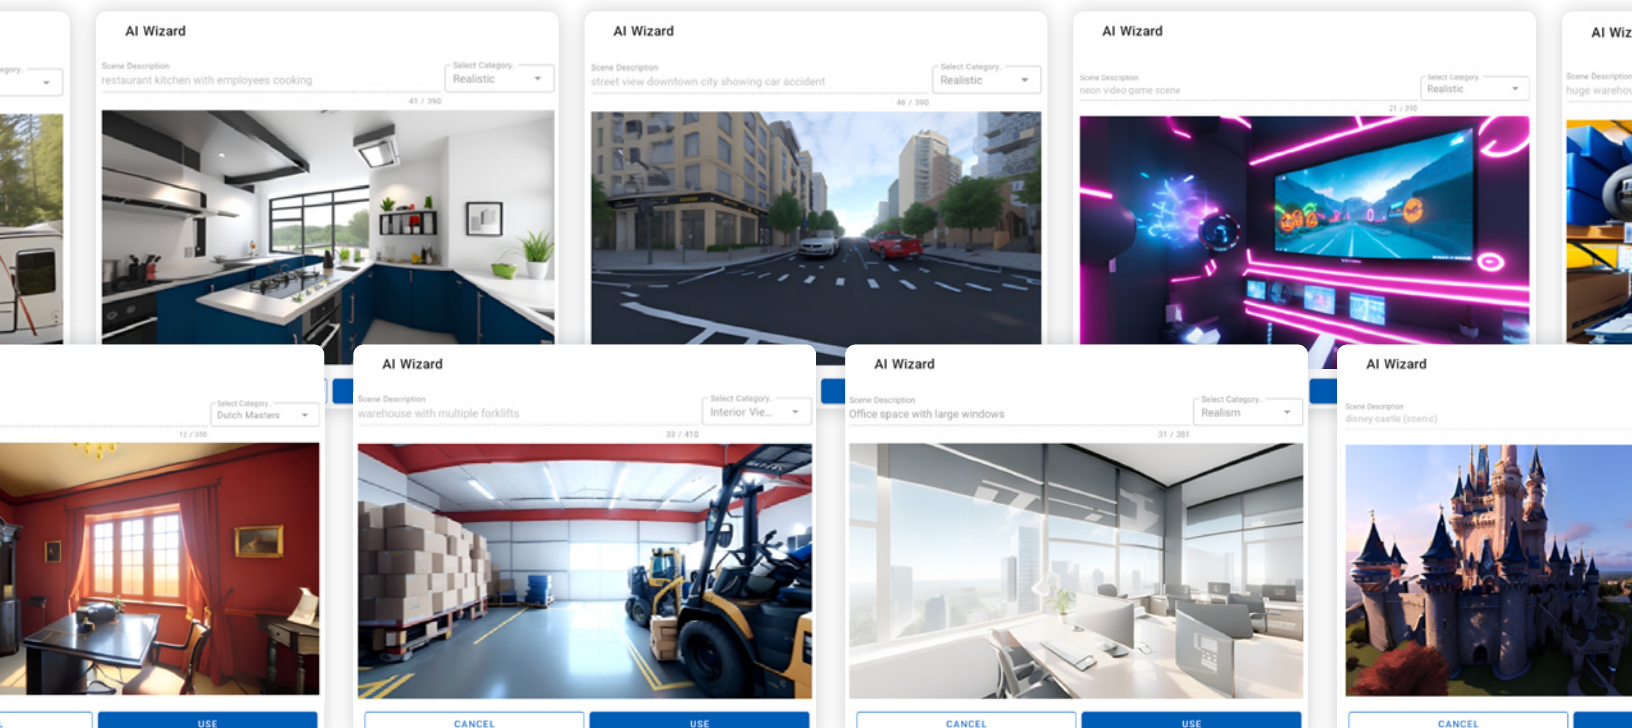 AI Wizard
AI Wizard
AI Wizard
AI Wiz
egory..
Scene Description
restaurant kitchen with employees cooking
Select Category..
Realistic
41 / 390
Scene Description
street view downtown city showing car accident
Select Category..
Realistic
46 / 390
Scene Description
neon video game scene
Select Category..
Realistic
21 / 390
Scene Description
huge warehou
Select Category..
Dutch Masters
12 / 350
USE
AI Wizard
Scene Description
warehouse with multiple forklifts
Select Category..
Interior Vie...
33 / 410
CANCEL
USE
AI Wizard
Scene Description
Office space with large windows
Select Category..
Realism
31 / 381
CANCEL
USE
AI Wizard
Scene Description
disney castle (scenic)
CANCEL